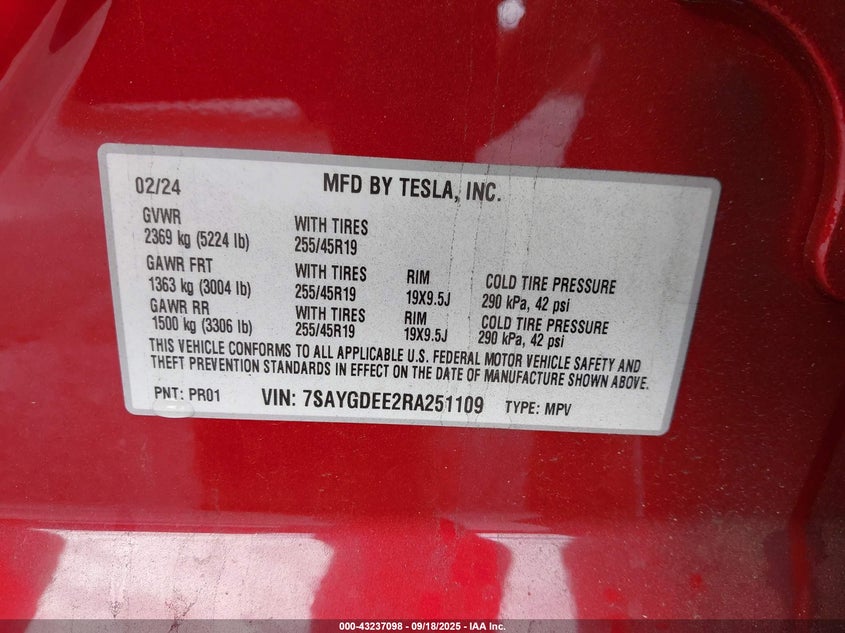 02/24 MFD BY TESLA, INC.
GVWR
2369 kg (5224 lb) WITH TIRES
255/45R19
GAWR FRT
1363 kg (3004 lb) WITH TIRES
255/45R19 RIM
19X9.5J COLD TIRE PRESSURE
290 kPa, 42 psi
GAWR RR
1500 kg (3306 lb) WITH TIRES
255/45R19 RIM
19X9.5J COLD TIRE PRESSURE
290 kPa, 42 psi
THIS VEHICLE CONFORMS TO ALL APPLICABLE U.S. FEDERAL MOTOR VEHICLE SAFETY AND
THEFT PREVENTION STANDARDS IN EFFECT ON THE DATE OF MANUFACTURE SHOWN ABOVE.
PNT: PR01 VIN: 7SAYGDEE2RA251109 TYPE: MPV
000-43237098 - 09/18/2025 - IAA Inc.